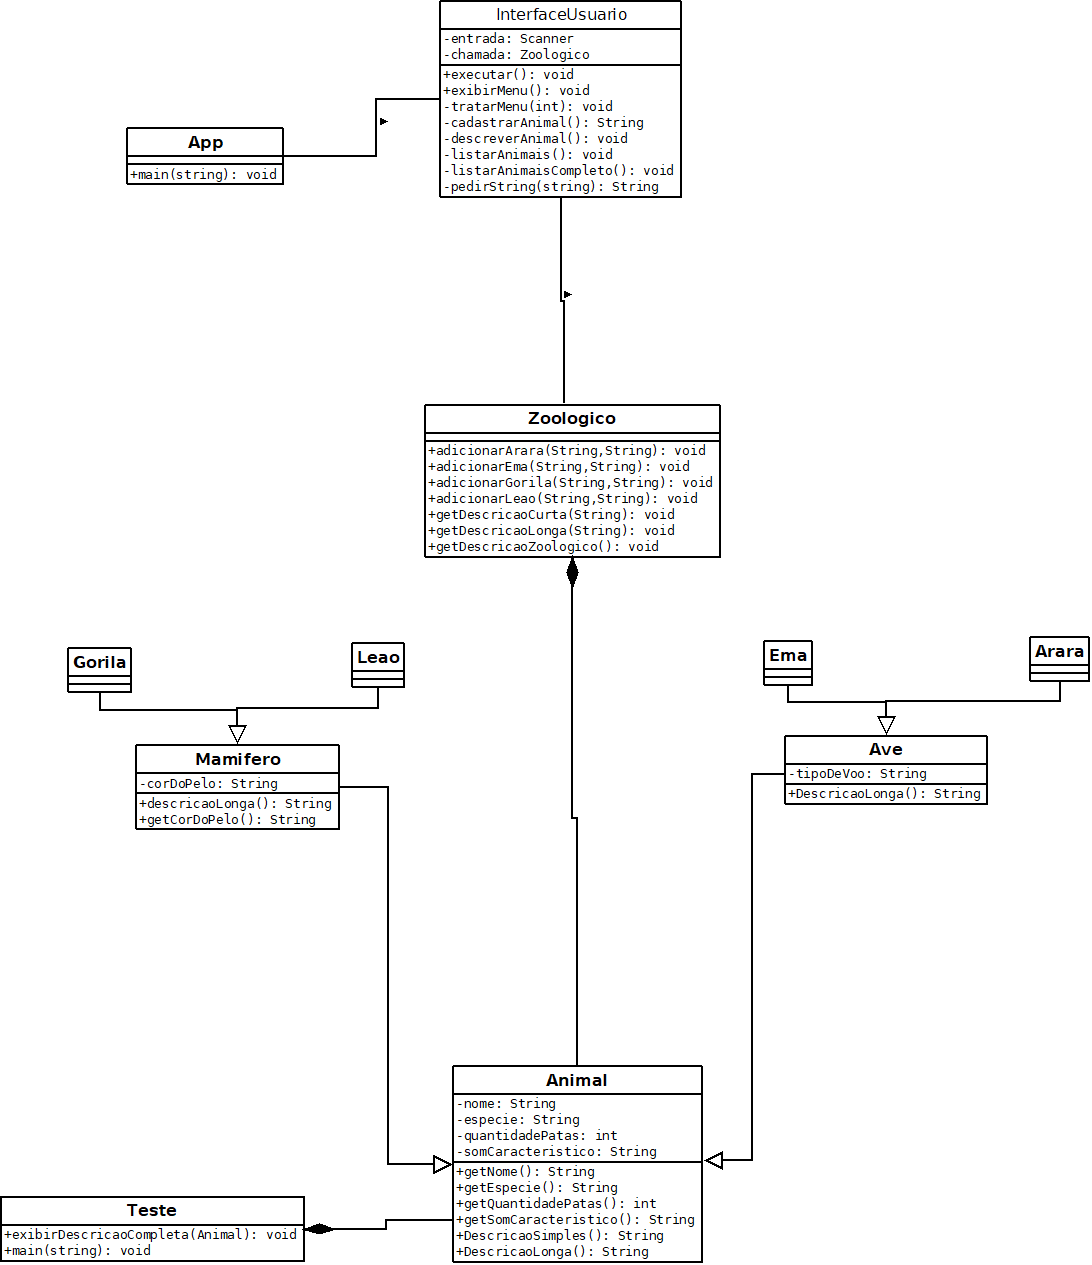 InterfaceUsuario
-entrada: Scanner
-chamada: Zoologico
+executar(): void
+exibirMenu(): void
-tratarMenu(int): void
-cadastrarAnimal(): String
-descreverAnimal(): void
-listarAnimais(): void
-listarAnimaisCompleto(): void
-pedirString(string): String
App
+main(string): void
Zoologico
+adicionarArara(String,String): void
+adicionarEma(String,String): void
+adicionarGorila(String,String): void
+adicionarLeao(String,String): void
+getDescricaoCurta(String): void
+getDescricaoLonga(String): void
+getDescricaoZoologico(): void
Gorila
Leao
Ema
Arara
Mamifero
-corDoPelo: String
+descricaoLonga(): String
+getCorDoPelo(): String
Ave
-tipoDeVoo: String
+DescricaoLonga(): String
Animal
-nome: String
-especie: String
-quantidadePatas: int
-somCaracteristico: String
+getNome(): String
+getEspecie(): String
+getQuantidadePatas(): int
+getSomCaracteristico(): String
+DescricaoSimples(): String
+DescricaoLonga(): String
Teste
+exibirDescricaoCompleta(Animal): void
+main(string): void